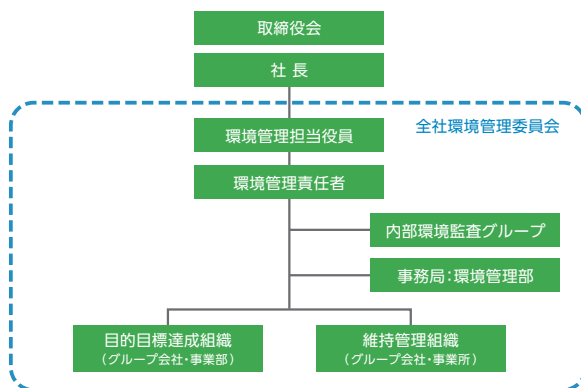 取締役会
社 長
全社環境管理委員会
環境管理担当役員
環境管理責任者
内部環境監査グループ
事務局:環境管理部
目的目標達成組織
(グループ会社・事業部)
維持管理組織
(グループ会社・事業所)